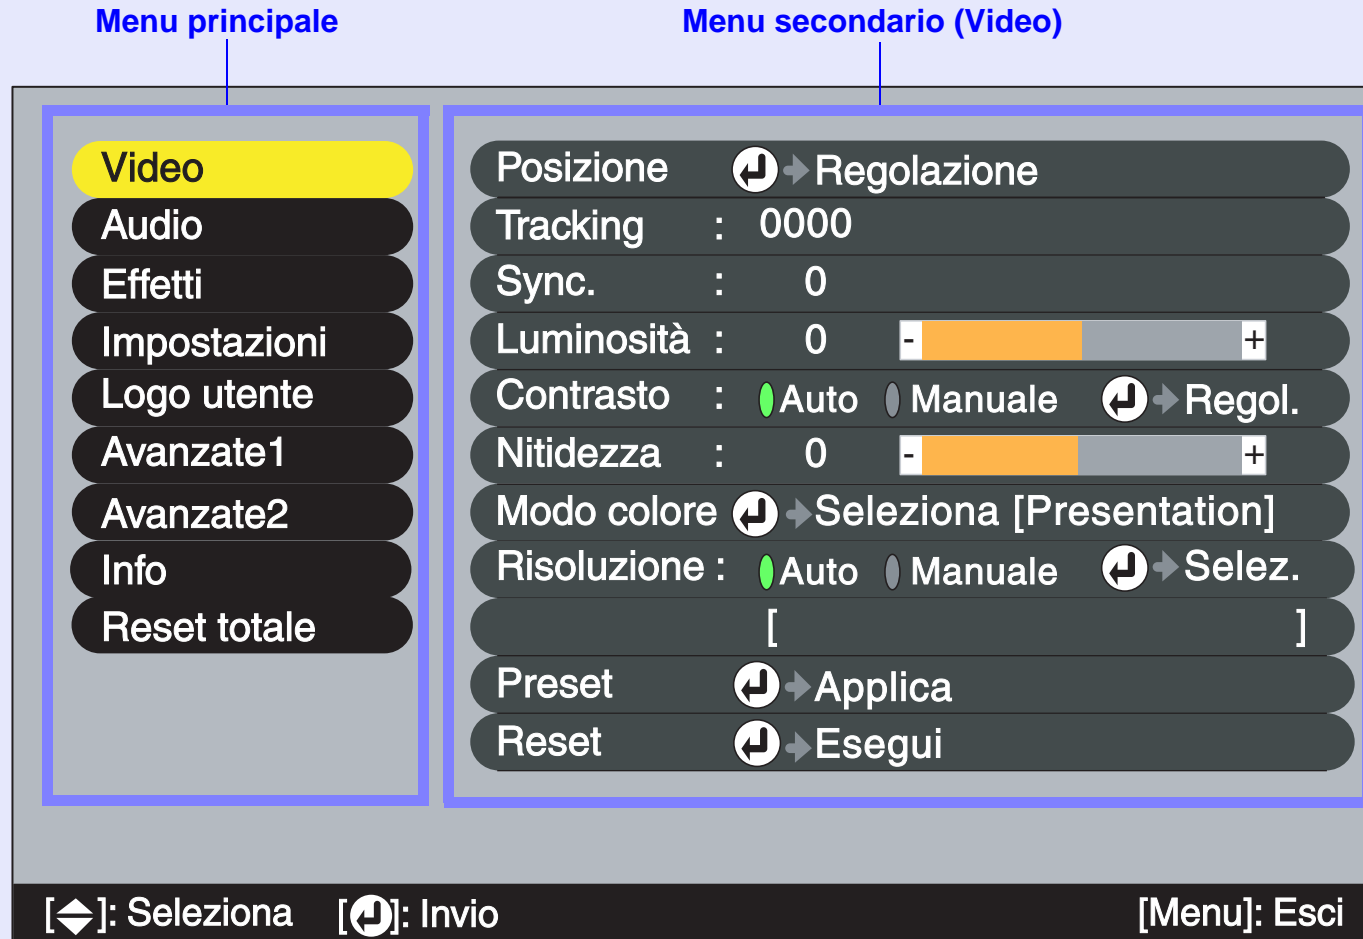 Menu principale
Menu secondario (Video)
Video
Audio
Effetti
Impostazioni
Logo utente
Avanzate1
Avanzate2
Info
Reset totale
Posizione Regolazione
Tracking : 0000
Sync. : 0
Luminosità : 0 - +
Contrasto : Auto Manuale Regol.
Nitidezza : 0 - +
Modo colore Seleziona [Presentation]
Risoluzione : Auto Manuale Selez.
[ ]
Preset Applica
Reset Esegui
[ ]: Seleziona [ ]: Invio [Menu]: Esci